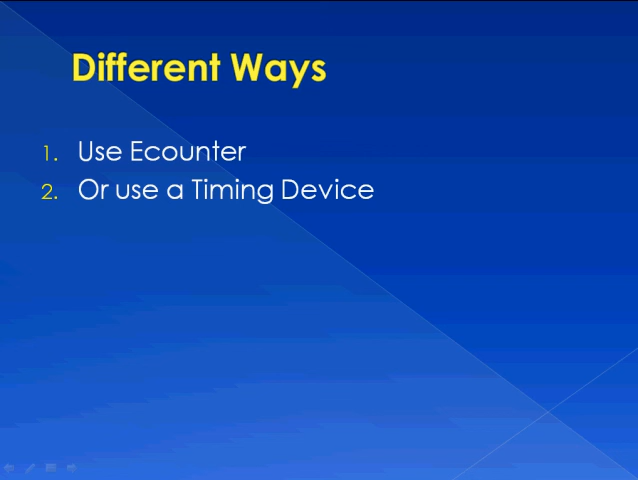 Different Ways
1. Use Ecounter
2. Or use a Timing Device